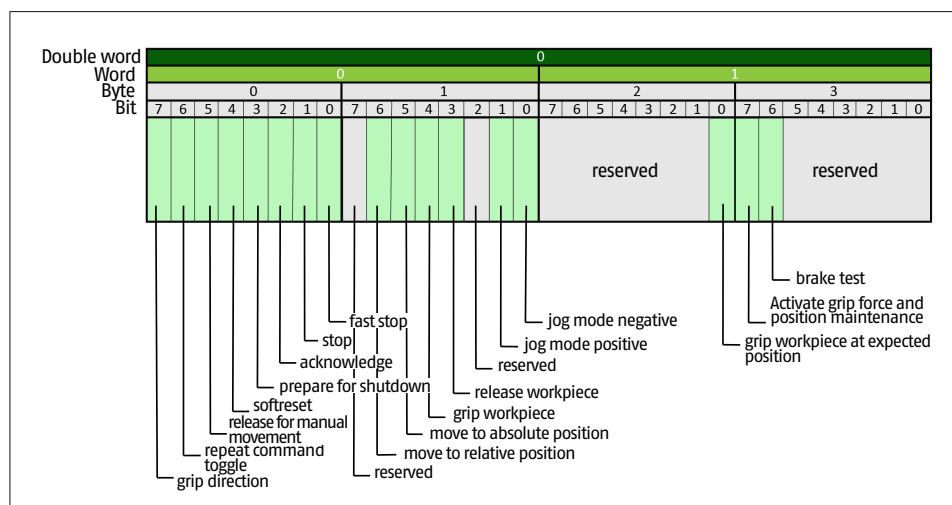 Double word 0
Word 0 1
Byte 0 1 2 3
Bit 7 6 5 4 3 2 1 0 7 6 5 4 3 2 1 0 7 6 5 4 3 2 1 0 7 6 5 4 3 2 1 0
reserved reserved
brake test
Activate grip force and
position maintenance
fast stop jog mode negative
stop jog mode positive grip workpiece at expected
position
acknowledge reserved
prepare for shutdown release workpiece
softreset grip workpiece
release for manual
movement move to absolute position
repeat command
toggle move to relative position
grip direction reserved